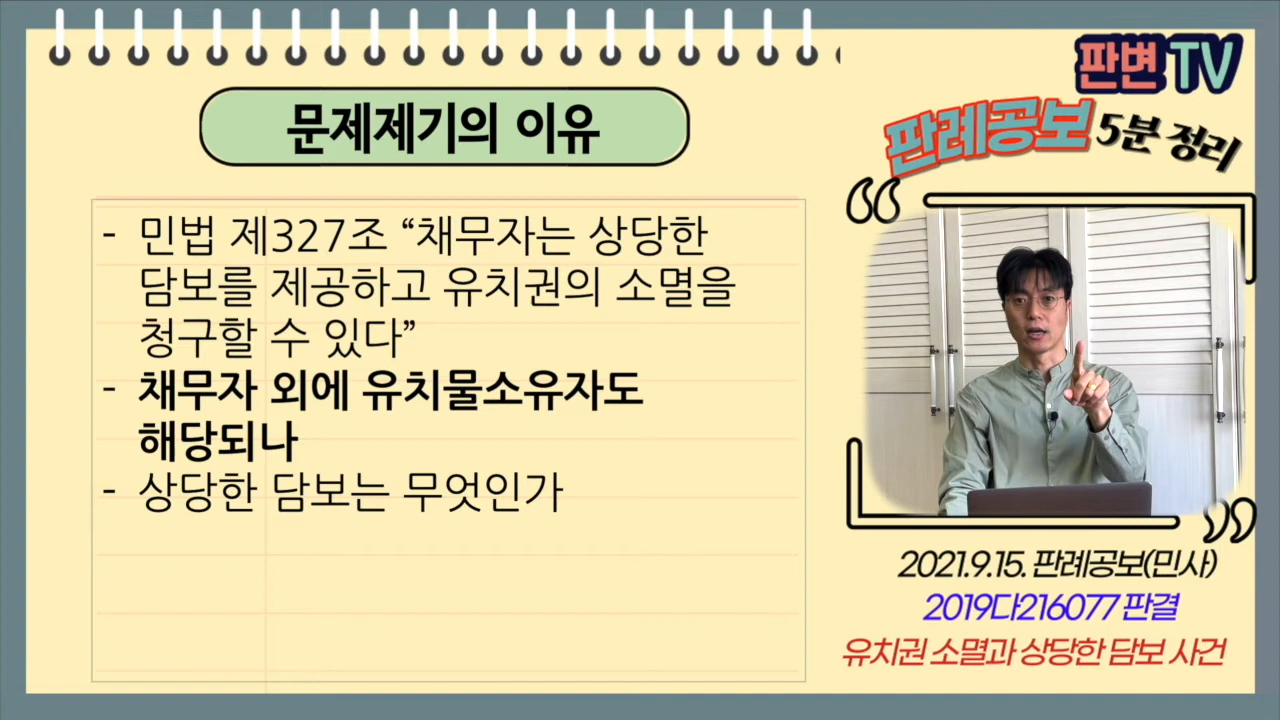 판변 TV
판례공보 5분 정리
문제제기의 이유
- 민법 제327조 “채무자는 상당한
담보를 제공하고 유치권의 소멸을
청구할 수 있다”
- 채무자 외에 유치물소유자도
해당되나
- 상당한 담보는 무엇인가
2021.9.15. 판례공보(민사)
2019다216077 판결
유치권 소멸과 상당한 담보 사건